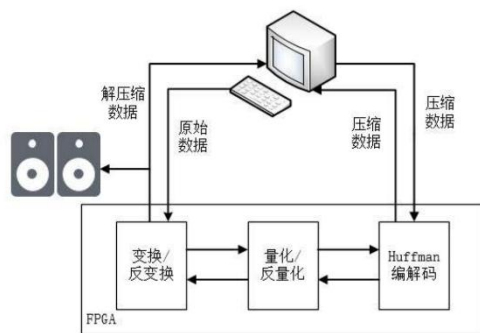 解压缩
数据
原始
数据
压缩
数据
压缩
数据
变换/
反变换
量化/
反量化
Huffman
编解码
FPGA